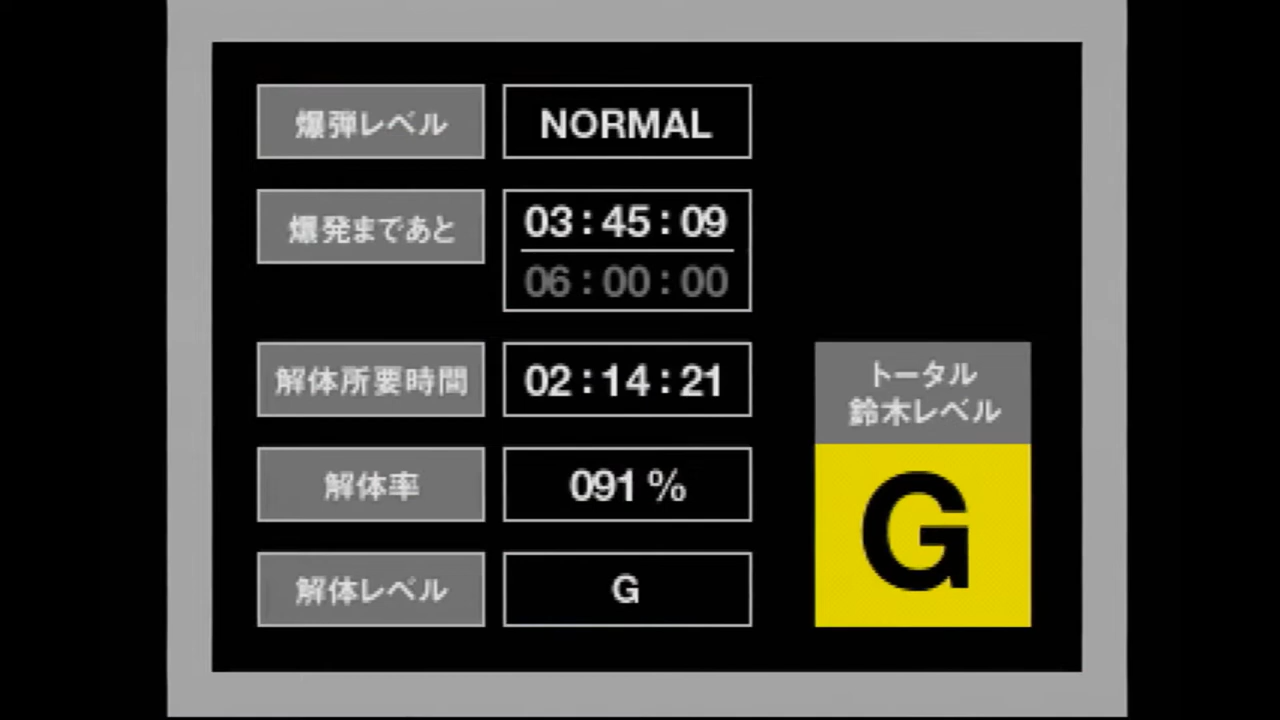 爆弾レベル
NORMAL
爆発まであと
03:45:09
06:00:00
解体所要時間
02:14:21
解体率
091%
解体レベル
G
トータル
鈴木レベル
G